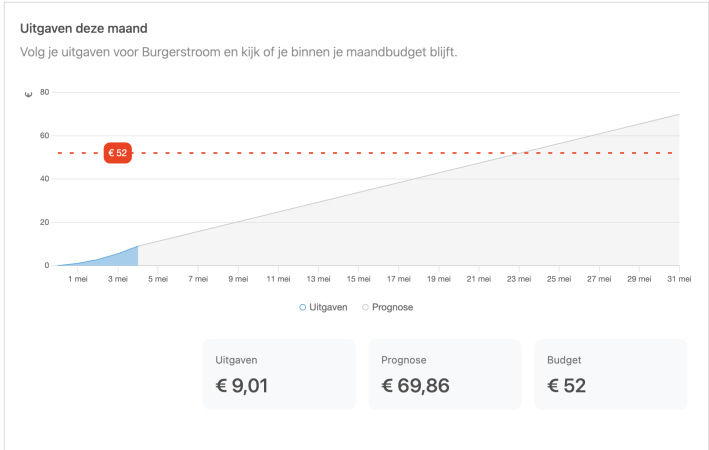 Uitgaven deze maand
Volg je uitgaven voor Burgerstroom en kijk of je binnen je maandbudget blijft.
€
80
60
€ 52
40
20
0
1 mei 3 mei 5 mei 7 mei 9 mei 11 mei 13 mei 15 mei 17 mei 19 mei 21 mei 23 mei 25 mei 27 mei 29 mei 31 mei
Uitgaven Prognose
Uitgaven Prognose Budget
€ 9,01 € 69,86 € 52